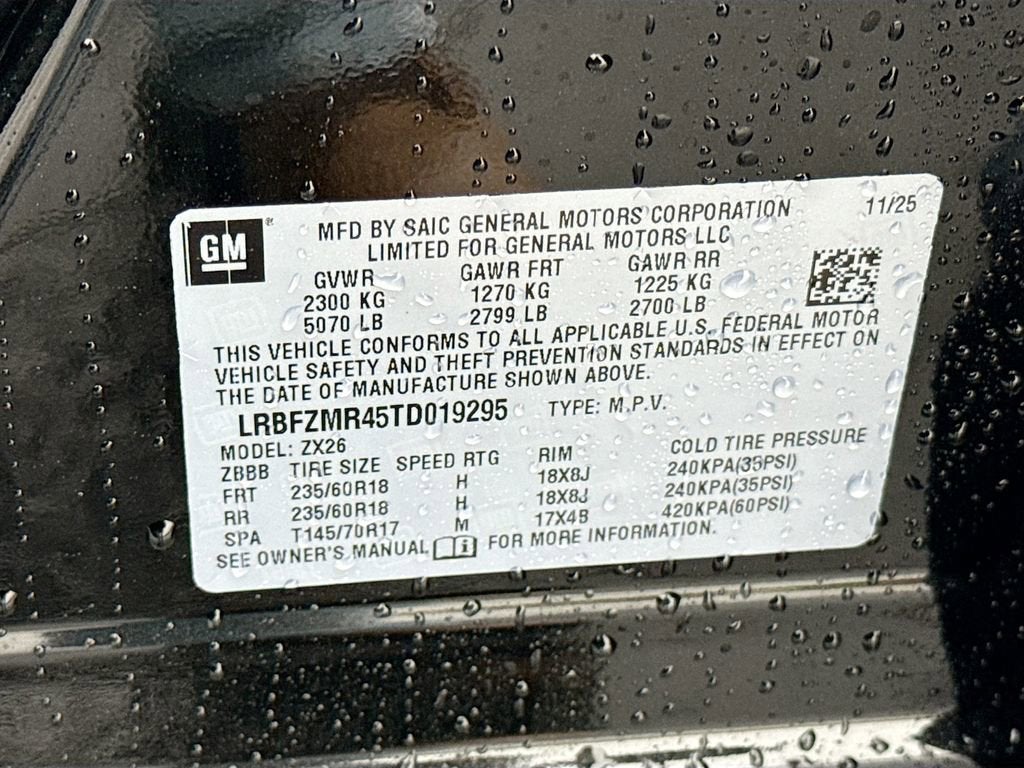 GM
MFD BY SAIC GENERAL MOTORS CORPORATION 11/25
LIMITED FOR GENERAL MOTORS LLC
GVWR GAWR FRT GAWR RR
2300 KG 1270 KG 1225 KG
5070 LB 2799 LB 2700 LB
THIS VEHICLE CONFORMS TO ALL APPLICABLE U.S. FEDERAL MOTOR
VEHICLE SAFETY AND THEFT PREVENTION STANDARDS IN EFFECT ON
THE DATE OF MANUFACTURE SHOWN ABOVE.
LRBFZMR45TD019295 TYPE: M.P.V.
MODEL: ZX26
ZBBB TIRE SIZE SPEED RTG RIM COLD TIRE PRESSURE
FRT 235/60R18 H 18X8J 240KPA(35PSI)
RR 235/60R18 H 18X8J 240KPA(35PSI)
SPA T145/70R17 M 17X4B 420KPA(60PSI)
SEE OWNER'S MANUAL FOR MORE INFORMATION.